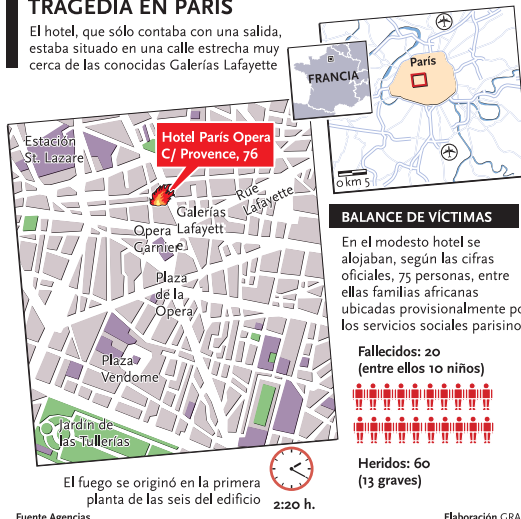 TRAGEDIA EN PARÍS
El hotel, que sólo contaba con una salida,
estaba situado en una calle estrecha muy
cerca de las conocidas Galerías Lafayette
FRANCIA
París
0 km 5
Estación
St. Lazare
Hotel París Opera
C/ Provence, 76
Rue
Lafayette
Galerías
Lafayette
Opera
Garnier
Plaza
de la
Opera
Plaza
Vendome
Jardín de
las Tullerías
BALANCE DE VÍCTIMAS
En el modesto hotel se
alojaban, según las cifras
oficiales, 75 personas, entre
ellas familias africanas
ubicadas provisionalmente po
los servicios sociales parisino
Fallecidos: 20
(entre ellos 10 niños)
Heridos: 60
(13 graves)
El fuego se originó en la primera
planta de las seis del edificio
2:20 h.
Fuente Agencias
Elaboración GRA